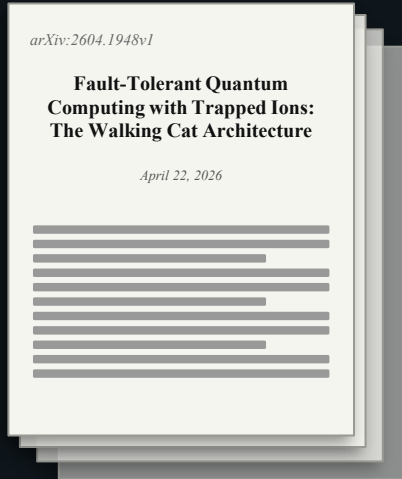 arXiv:2604.1948v1
Fault-Tolerant Quantum
Computing with Trapped Ions:
The Walking Cat Architecture
April 22, 2026